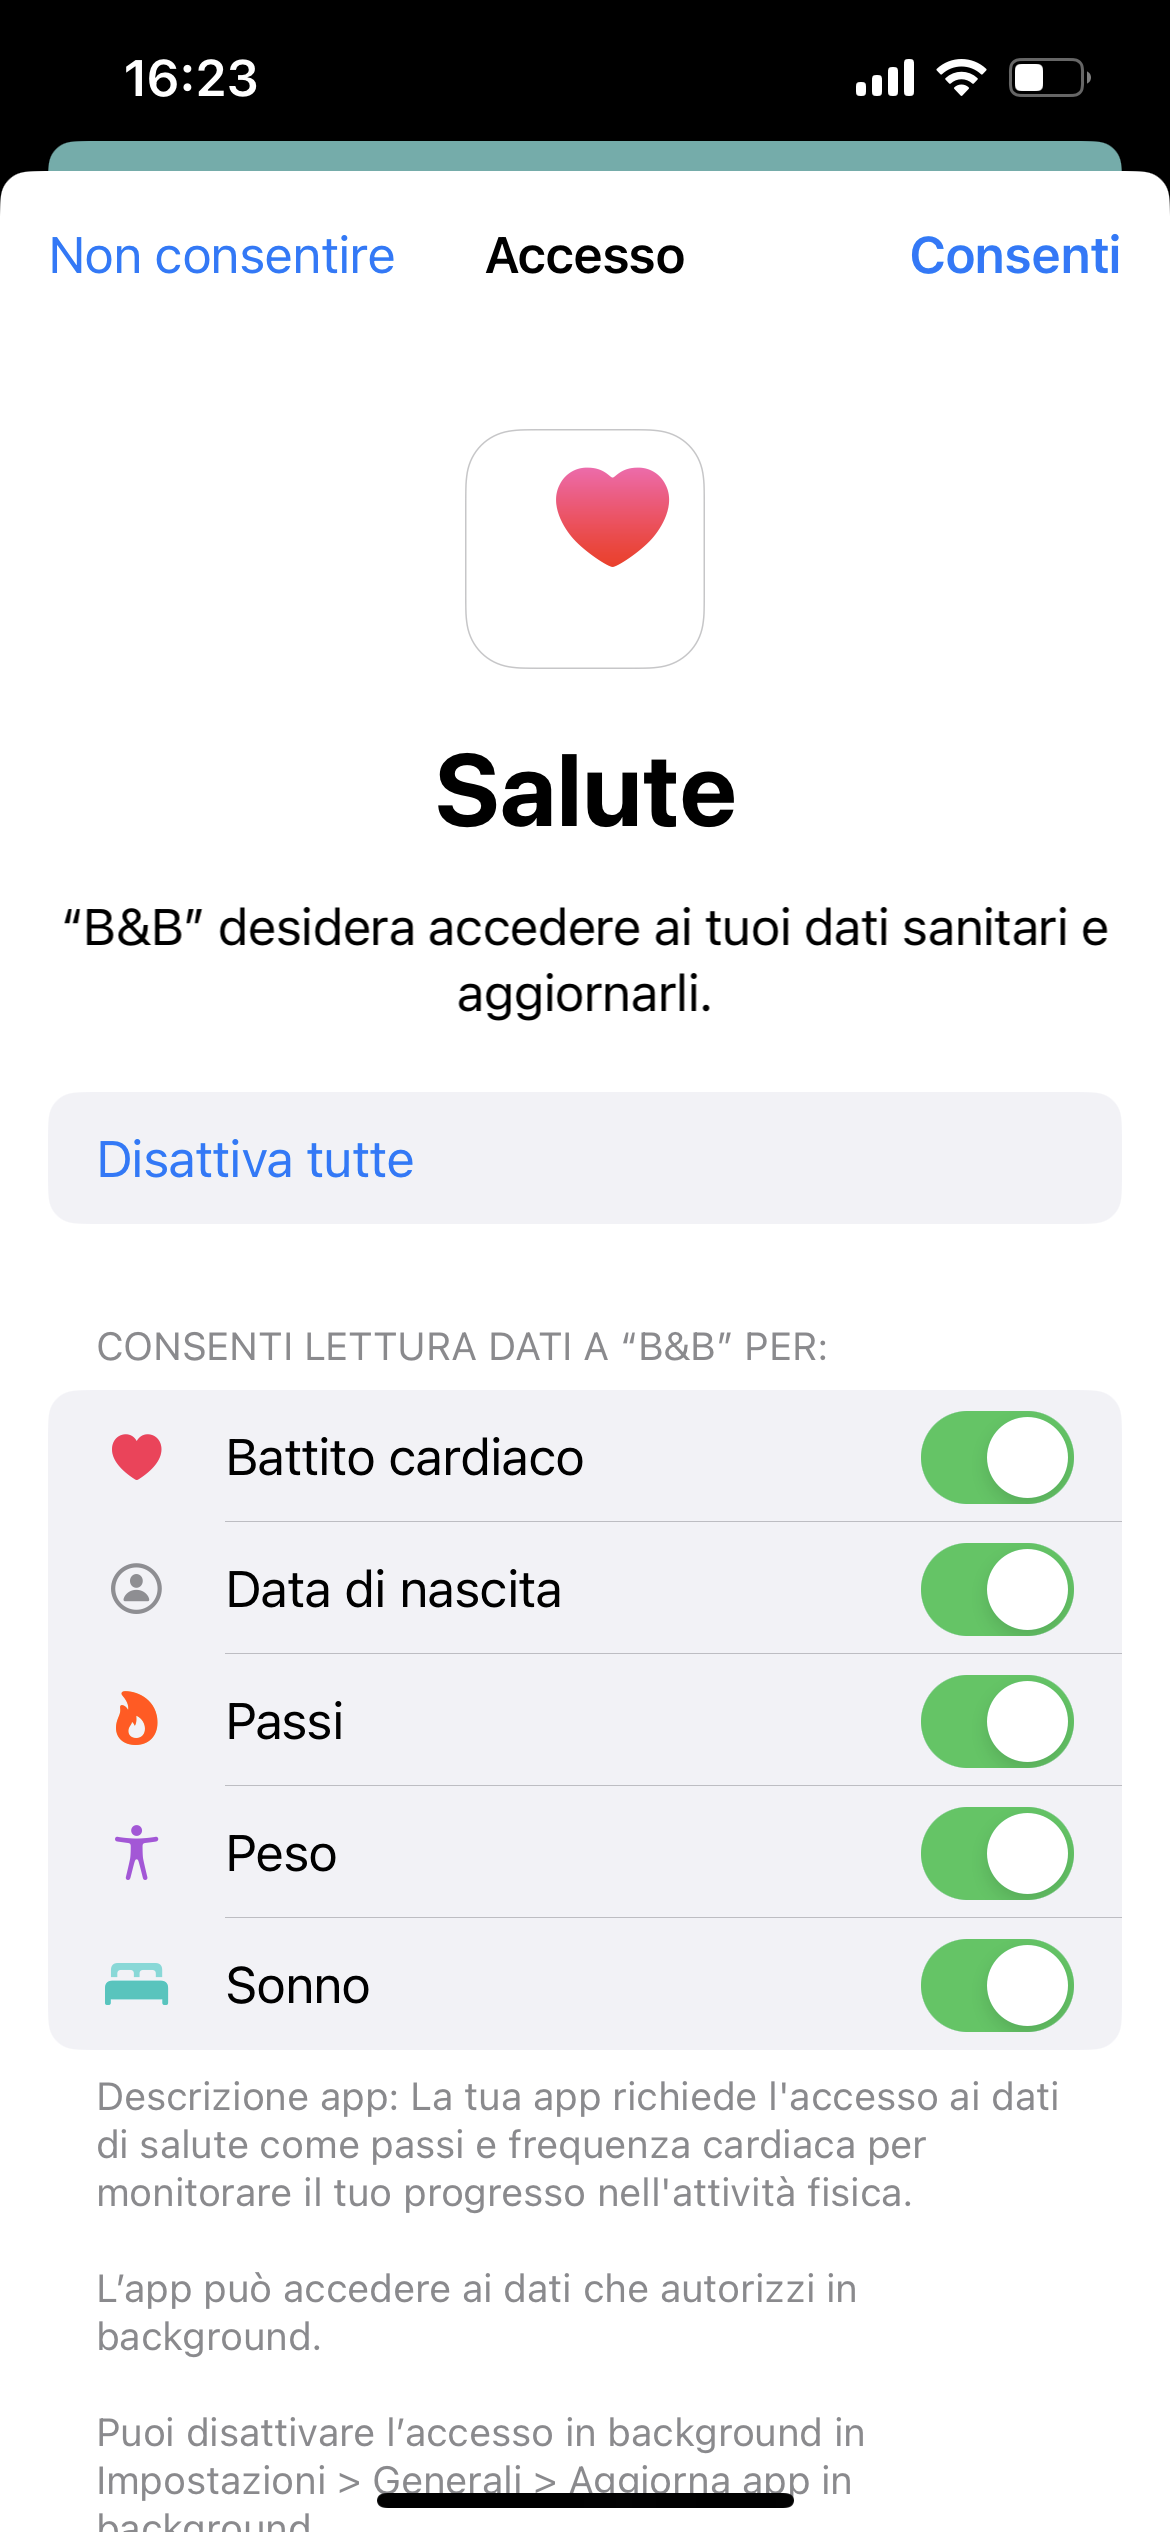 16:23
Non consentire
Accesso
Consenti
Salute
“B&B” desidera accedere ai tuoi dati sanitari e
aggiornarli.
Disattiva tutte
CONSENTI LETTURA DATI A “B&B” PER:
Battito cardiaco
Data di nascita
Passi
Peso
Sonno
Descrizione app: La tua app richiede l'accesso ai dati
di salute come passi e frequenza cardiaca per
monitorare il tuo progresso nell'attività fisica.
L’app può accedere ai dati che autorizzi in
background.
Puoi disattivare l’accesso in background in
Impostazioni > Generali > Aggiorna app in
background